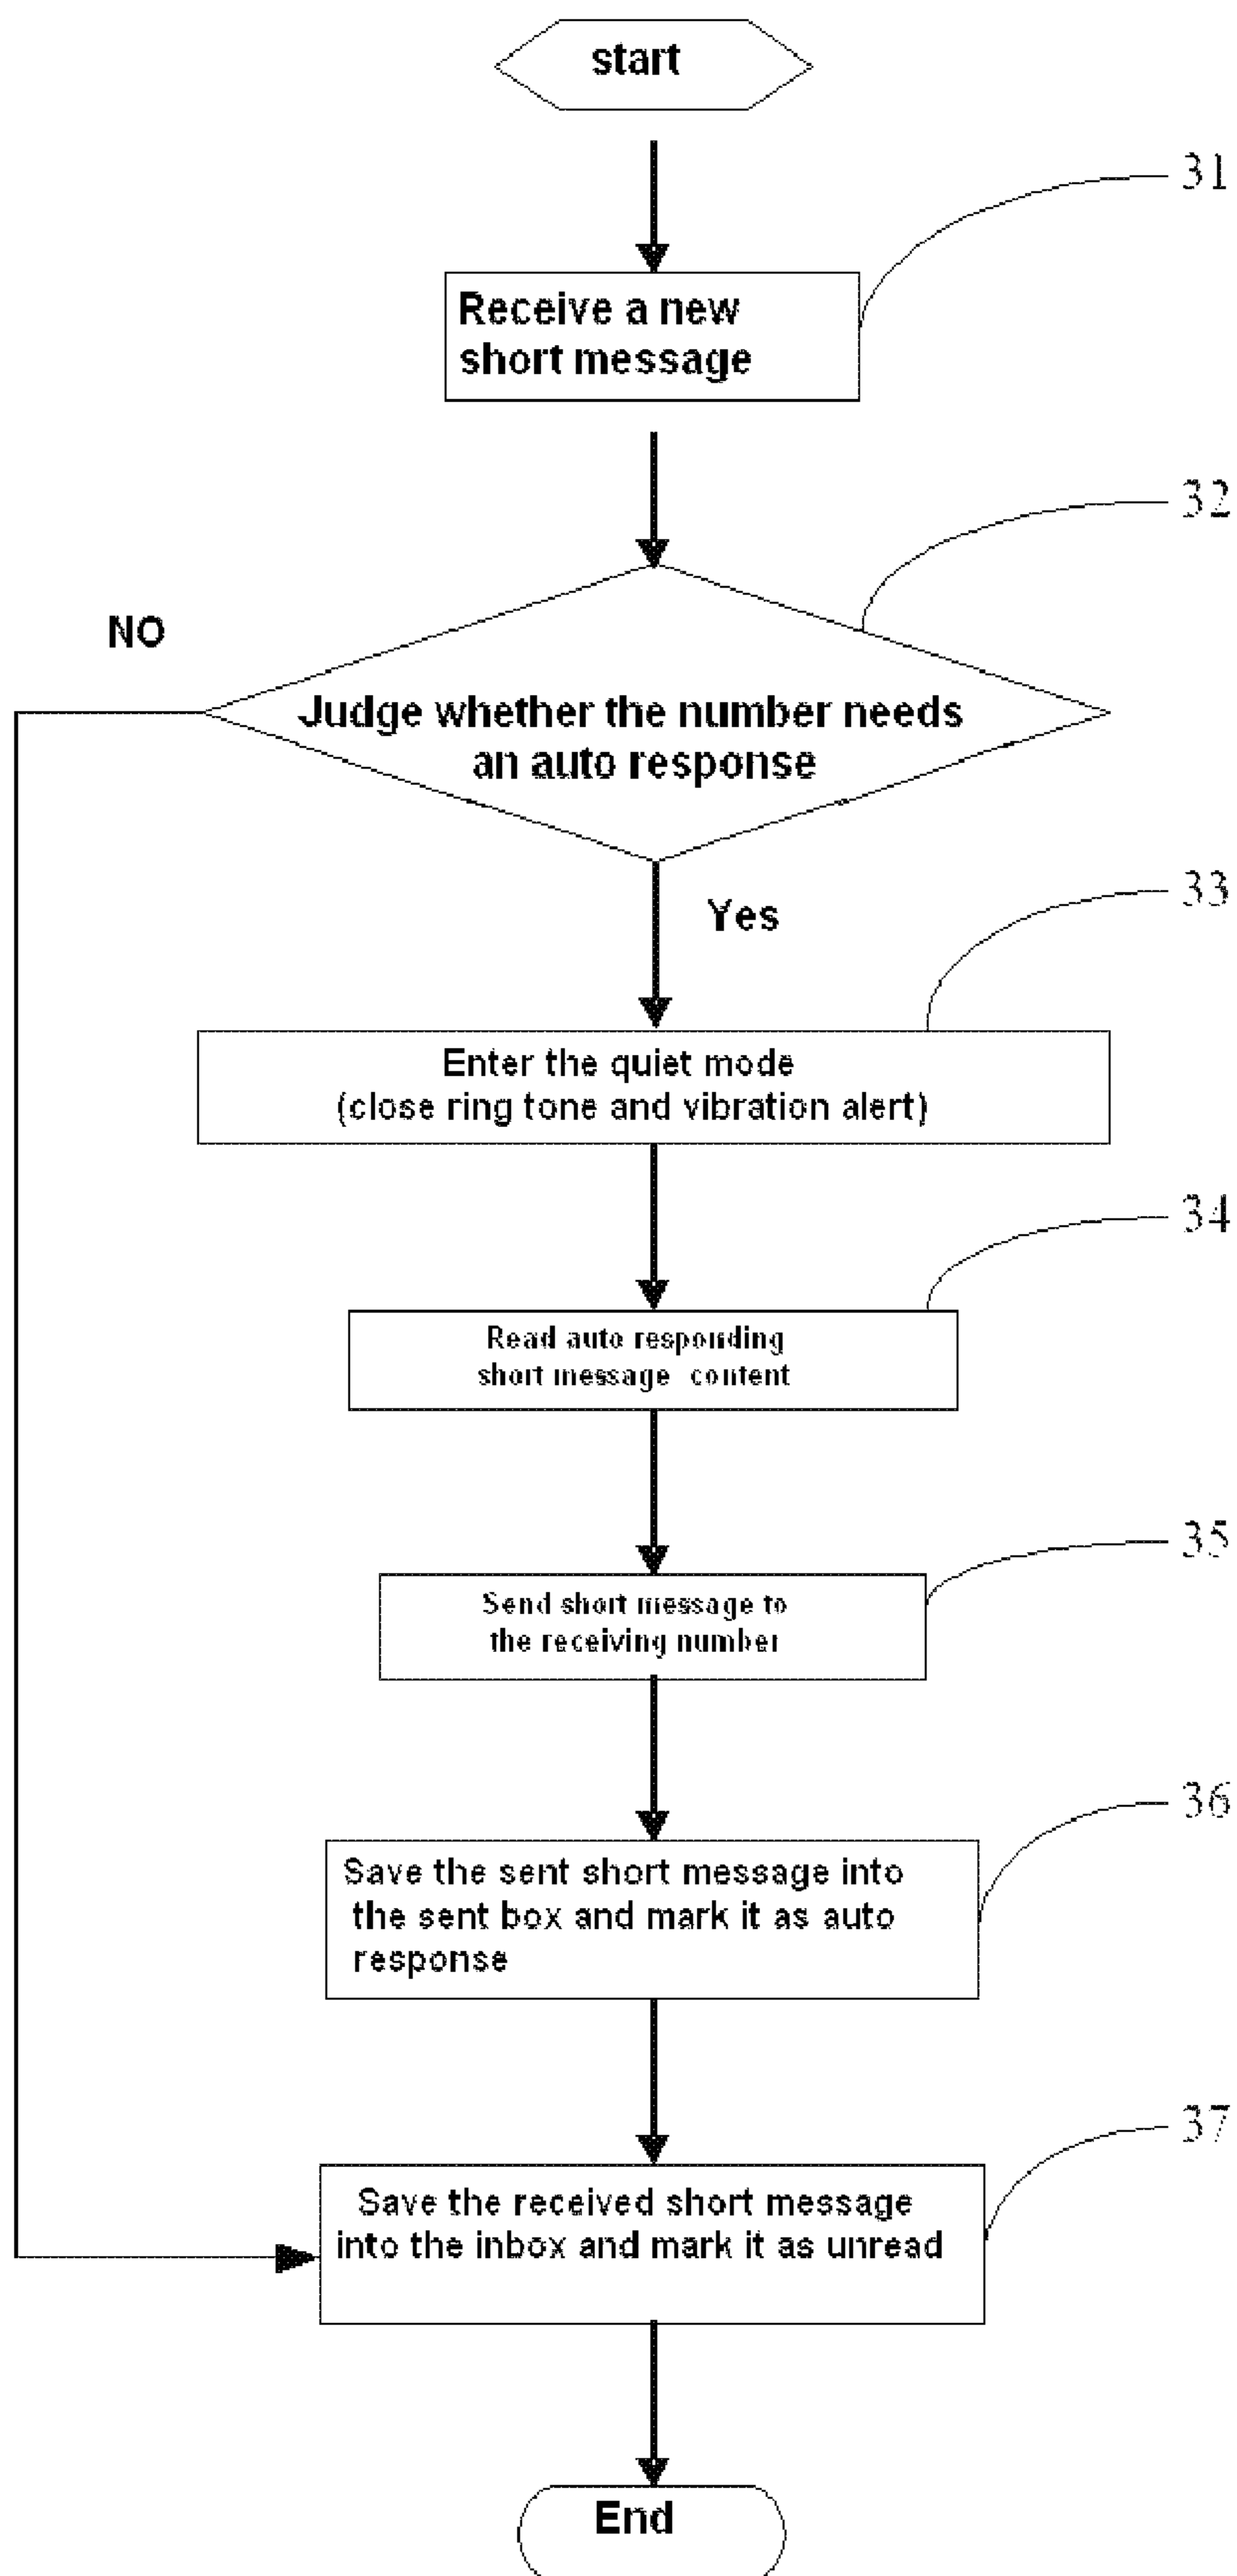 start
31
Receive a new
short message
32
NO
Judge whether the number needs
an auto response
33
Yes
Enter the quiet mode
(close ring tone and vibration alert)
34
Read auto responding
short message content
35
Send short message to
the receiving number
36
Save the sent short message into
the sent box and mark it as auto
response
37
Save the received short message
into the inbox and mark it as unread
End